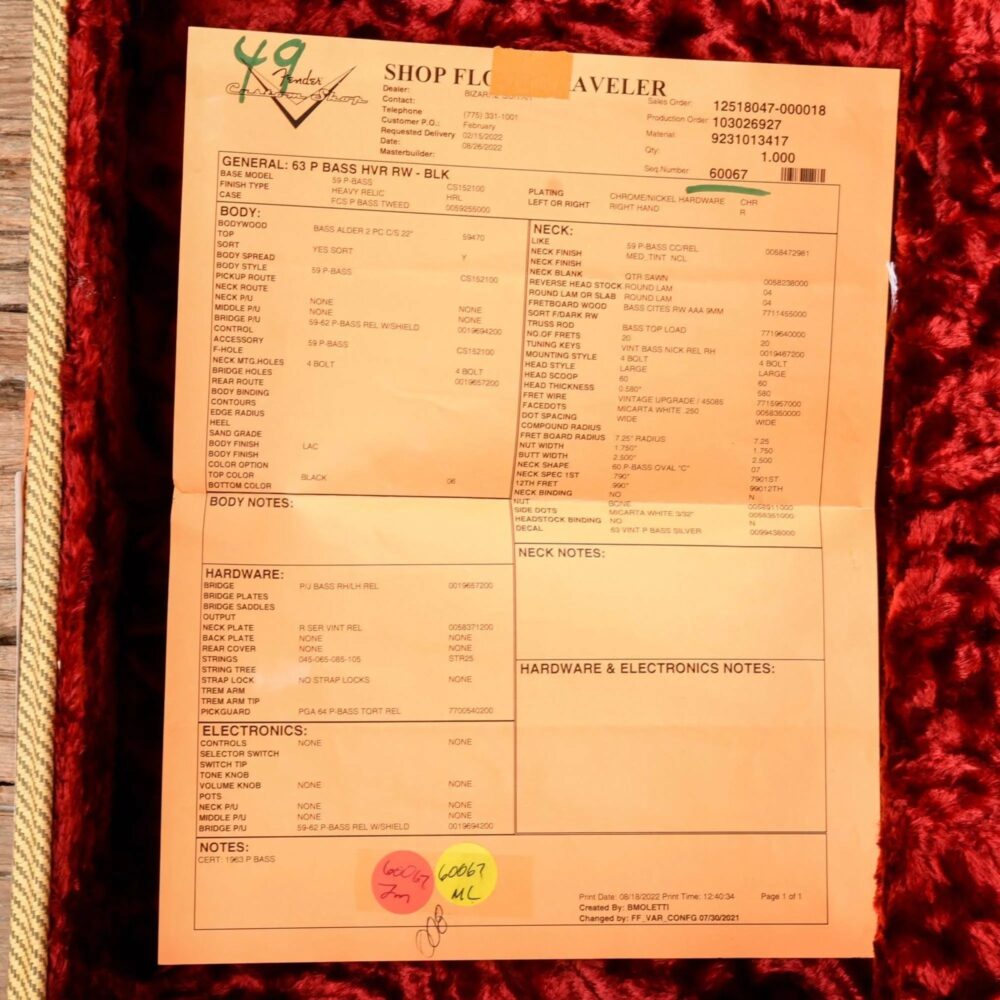 49
Fender
Custom Shop
SHOP FLO AVELER
Dealer:
Contact:
Telephone (775) 331-1001
Customer P.O.: February
Requested Delivery 02/15/2022
Date: 08/26/2022
Masterbuilder:
Sales Order: 12518047-000018
Production Order: 103026927
Material: 9231013417
Qty: 1.000
Seq Number 60067
GENERAL: 63 P BASS HVR RW - BLK
BASE MODEL 59 P-BASS CS152100
FINISH TYPE HEAVY RELIC HRL
CASE FCS P BASS TWEED 0059255000
PLATING CHROME/NICKEL HARDWARE CHR
LEFT OR RIGHT RIGHT HAND R
BODY:
BODYWOOD BASS ALDER 2 PC D/S 22" 59470
TOP
SORT YES SORT Y
BODY SPREAD
BODY STYLE 59 P-BASS CS152100
PICKUP ROUTE
NECK ROUTE
NECK P/U NONE NONE
MIDDLE P/U NONE NONE
BRIDGE P/U 59-62 P-BASS REL W/SHIELD 0019694200
CONTROL
ACCESSORY 59 P-BASS CS152100
F-HOLE
NECK MTG.HOLES 4 BOLT 4 BOLT
BRIDGE HOLES 0019657200
REAR ROUTE
BODY BINDING
CONTOURS
EDGE RADIUS
HEEL
SAND GRADE
BODY FINISH LAC
BODY FINISH
COLOR OPTION
TOP COLOR BLACK 06
BOTTOM COLOR
NECK:
LIKE 59 P-BASS CC/REL 0058472981
NECK FINISH MED_TINT NCL
NECK FINISH
NECK BLANK QTR SAWN 0058238000
REVERSE HEAD STOCK ROUND LAM 04
ROUND LAM OR SLAB ROUND LAM 04
FRETBOARD WOOD BASS CITES RW AAA 9MM 7711455000
SORT F/DARK RW
TRUSS ROD BASS TOP LOAD 7719640000
NO.OF FRETS 20 20
TUNING KEYS VINT BASS NICK REL RH 0019467200
MOUNTING STYLE 4 BOLT 4 BOLT
HEAD STYLE LARGE LARGE
HEAD SCOOP 60 60
HEAD THICKNESS 0.580" 580
FRET WIRE VINTAGE UPGRADE / 45085 7715967000
FACEDOTS MICARTA WHITE .250 0058350000
DOT SPACING WIDE WIDE
COMPOUND RADIUS
FRET BOARD RADIUS 7.25" RADIUS 7.25
NUT WIDTH 1.750" 1.750
BUTT WIDTH 2.500" 2.500
NECK SHAPE 60 P-BASS OVAL "C" 07
NECK SPEC 1ST .790" 7901ST
12TH FRET .990" 99012TH
NECK BINDING NO N
NUT BONE 0058911000
SIDE DOTS MICARTA WHITE 3/32" 0058351000
HEADSTOCK BINDING NO N
DECAL 63 VINT P BASS SILVER 0099438000
BODY NOTES:
NECK NOTES:
HARDWARE:
BRIDGE P/J BASS RH/LH REL 0019657200
BRIDGE PLATES
BRIDGE SADDLES
OUTPUT
NECK PLATE R SER VINT REL 0058371200
BACK PLATE NONE NONE
REAR COVER NONE NONE
STRINGS 045-065-085-105 STR25
STRING TREE
STRAP LOCK NO STRAP LOCKS NONE
TREM ARM
TREM ARM TIP
PICKGUARD PGA 64 P-BASS TORT REL 7700540200
HARDWARE & ELECTRONICS NOTES:
ELECTRONICS:
CONTROLS NONE NONE
SELECTOR SWITCH
SWITCH TIP
TONE KNOB
VOLUME KNOB NONE NONE
POTS
NECK P/U NONE NONE
MIDDLE P/U NONE NONE
BRIDGE P/U 59-62 P-BASS REL W/SHIELD 0019694200
NOTES:
CERT: 1963 P BASS
60067
60067
ML
Print Date: 08/18/2022 Print Time: 12:40:34 Page 1 of 1
Created By: BMOLETTI
Changed by: FF_VAR_CONFG 07/30/2021